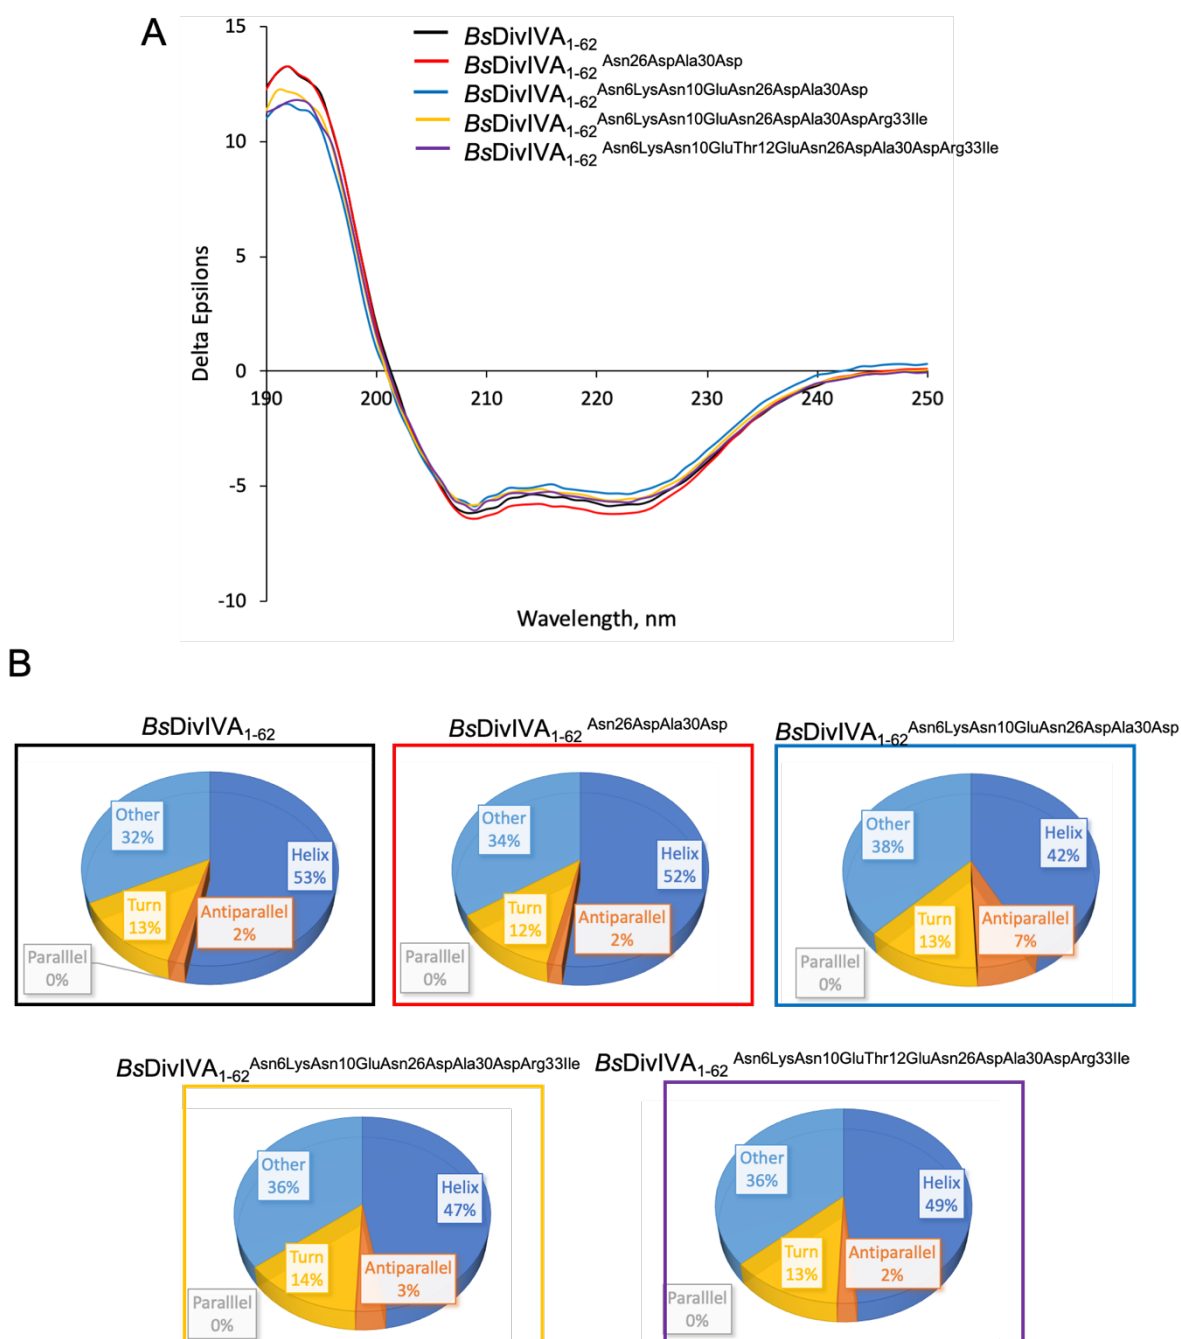 A
15
BsDivIVA1-62
BsDivIVA1-62 Asn26AspAla30Asp
BsDivIVA1-62 Asn6LysAsn10GluAsn26AspAla30Asp
BsDivIVA1-62 Asn6LysAsn10GluAsn26AspAla30AspArg33Ile
BsDivIVA1-62 Asn6LysAsn10GluThr12GluAsn26AspAla30AspArg33Ile
10
5
0
-5
-10
Delta Epsilons
190 200 210 220 230 240 250
Wavelength, nm
B
BsDivIVA1-62
Other
32%
Helix
53%
Turn
13%
Antiparallel
2%
Paralllel
0%
BsDivIVA1-62 Asn26AspAla30Asp
Other
34%
Helix
52%
Turn
12%
Antiparallel
2%
Paralllel
0%
BsDivIVA1-62 Asn6LysAsn10GluAsn26AspAla30Asp
Other
38%
Helix
42%
Turn
13%
Antiparallel
7%
Paralllel
0%
BsDivIVA1-62 Asn6LysAsn10GluAsn26AspAla30AspArg33Ile
Other
36%
Helix
47%
Turn
14%
Antiparallel
3%
Paralllel
0%
BsDivIVA1-62 Asn6LysAsn10GluThr12GluAsn26AspAla30AspArg33Ile
Other
36%
Helix
49%
Turn
13%
Antiparallel
2%
Paralllel
0%